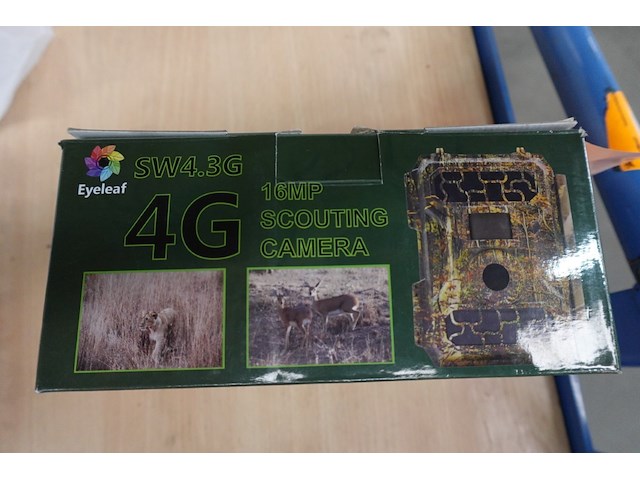 SW4.3G
Eyeleaf
4G
16MP
SCOUTING
CAMERA